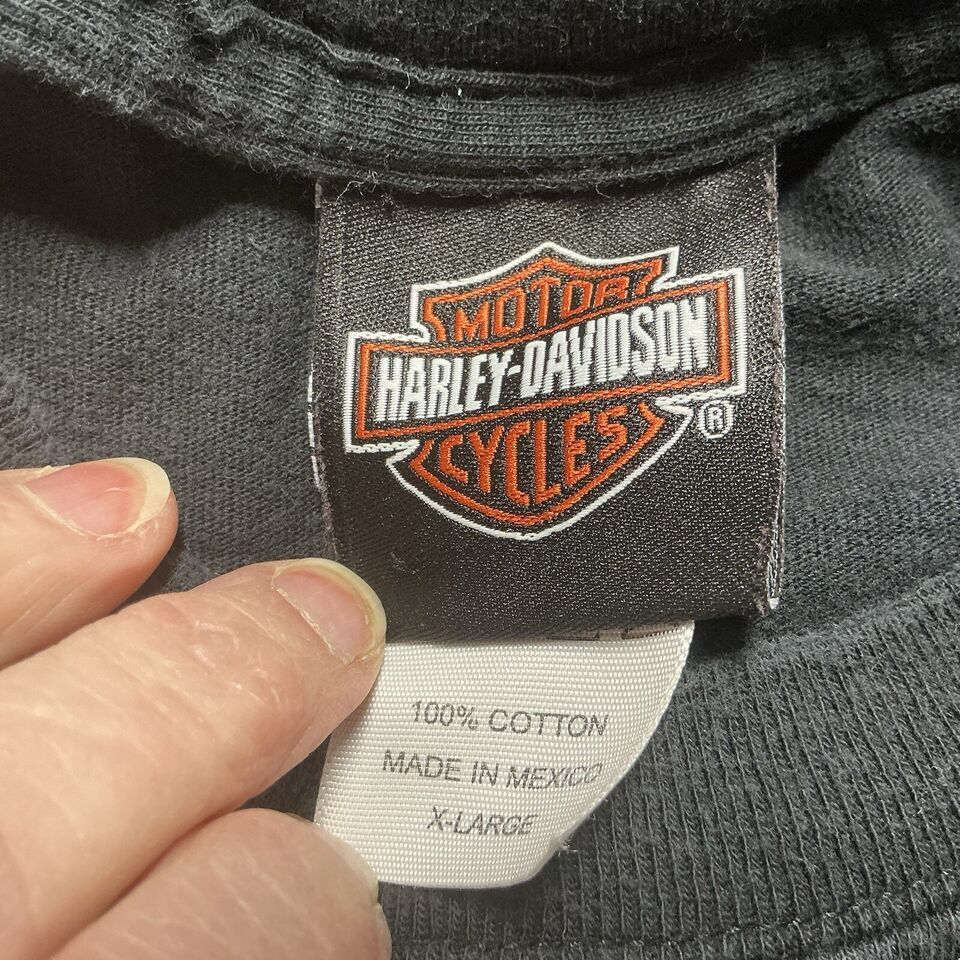 MOTOR
HARLEY-DAVIDSON
CYCLES
®
100% COTTON
MADE IN MEXICO
X-LARGE